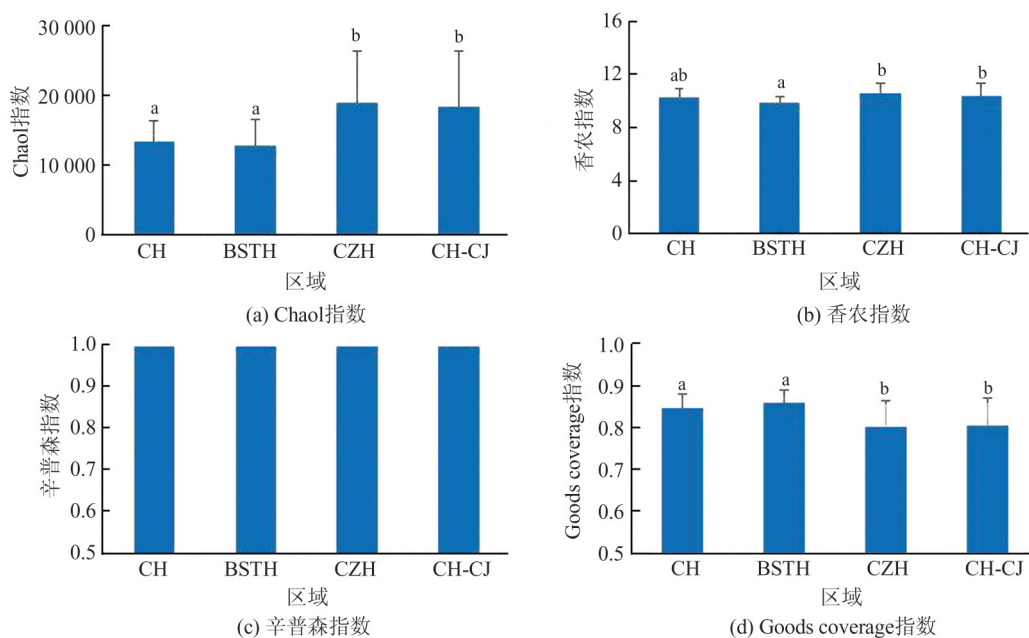 30 000
20 000
10 000
0
Chaol指数
a
a
b
b
CH
BSTH
CZH
CH-CJ
区域
(a) Chaol指数
16
12
8
4
0
香农指数
ab
a
b
b
CH
BSTH
CZH
CH-CJ
区域
(b) 香农指数
1.0
0.9
0.8
0.7
0.6
0.5
辛普森指数
CH
BSTH
CZH
CH-CJ
区域
(c) 辛普森指数
1.0
0.9
0.8
0.7
0.6
0.5
Goods coverage指数
a
a
b
b
CH
BSTH
CZH
CH-CJ
区域
(d) Goods coverage指数